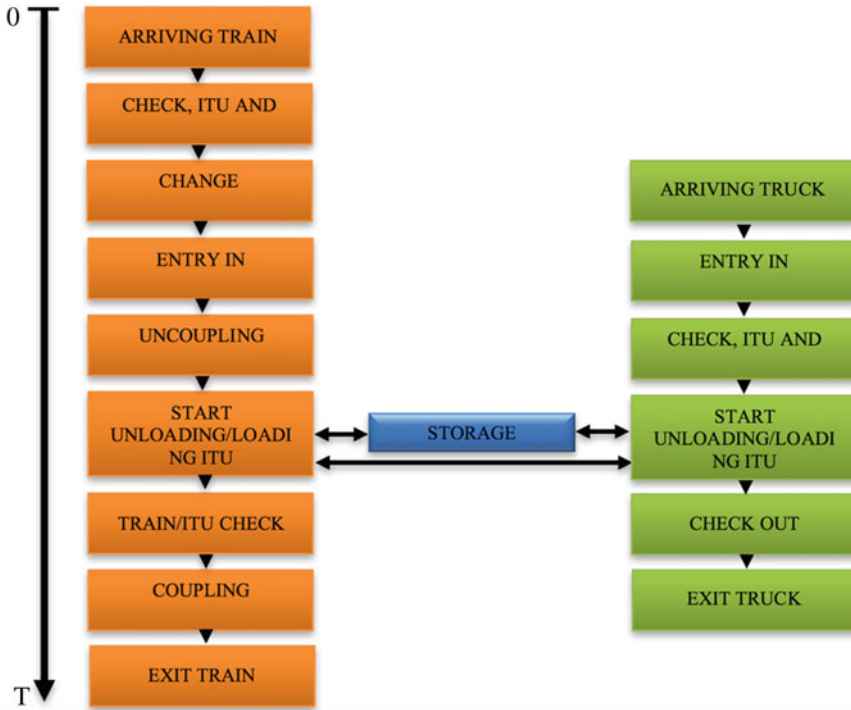 0
ARRIVING TRAIN
CHECK, ITU AND
CHANGE
ENTRY IN
UNCOUPLING
START
UNLOADING/LOADI
NG ITU
TRAIN/ITU CHECK
COUPLING
EXIT TRAIN
T
STORAGE
ARRIVING TRUCK
ENTRY IN
CHECK, ITU AND
START
UNLOADING/LOADI
NG ITU
CHECK OUT
EXIT TRUCK